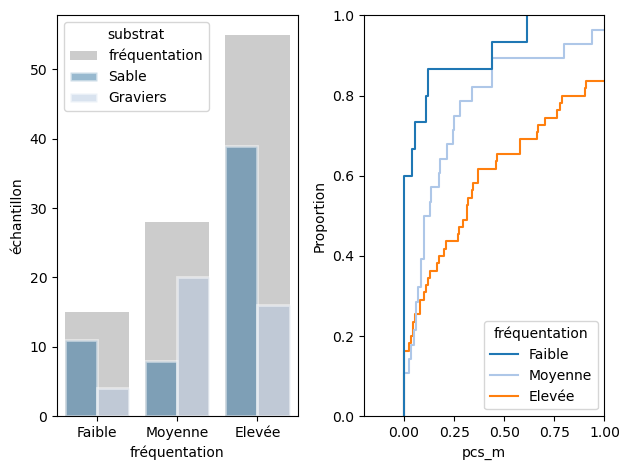 substrat
fréquentation
Sable
Graviers
échantillon
50
40
30
20
10
0
Faible
Moyenne
Elevée
fréquentation
Proportion
1.0
0.8
0.6
0.4
0.2
0.0
fréquentation
Faible
Moyenne
Elevée
0.00
0.25
0.50
0.75
1.00
pcs_m